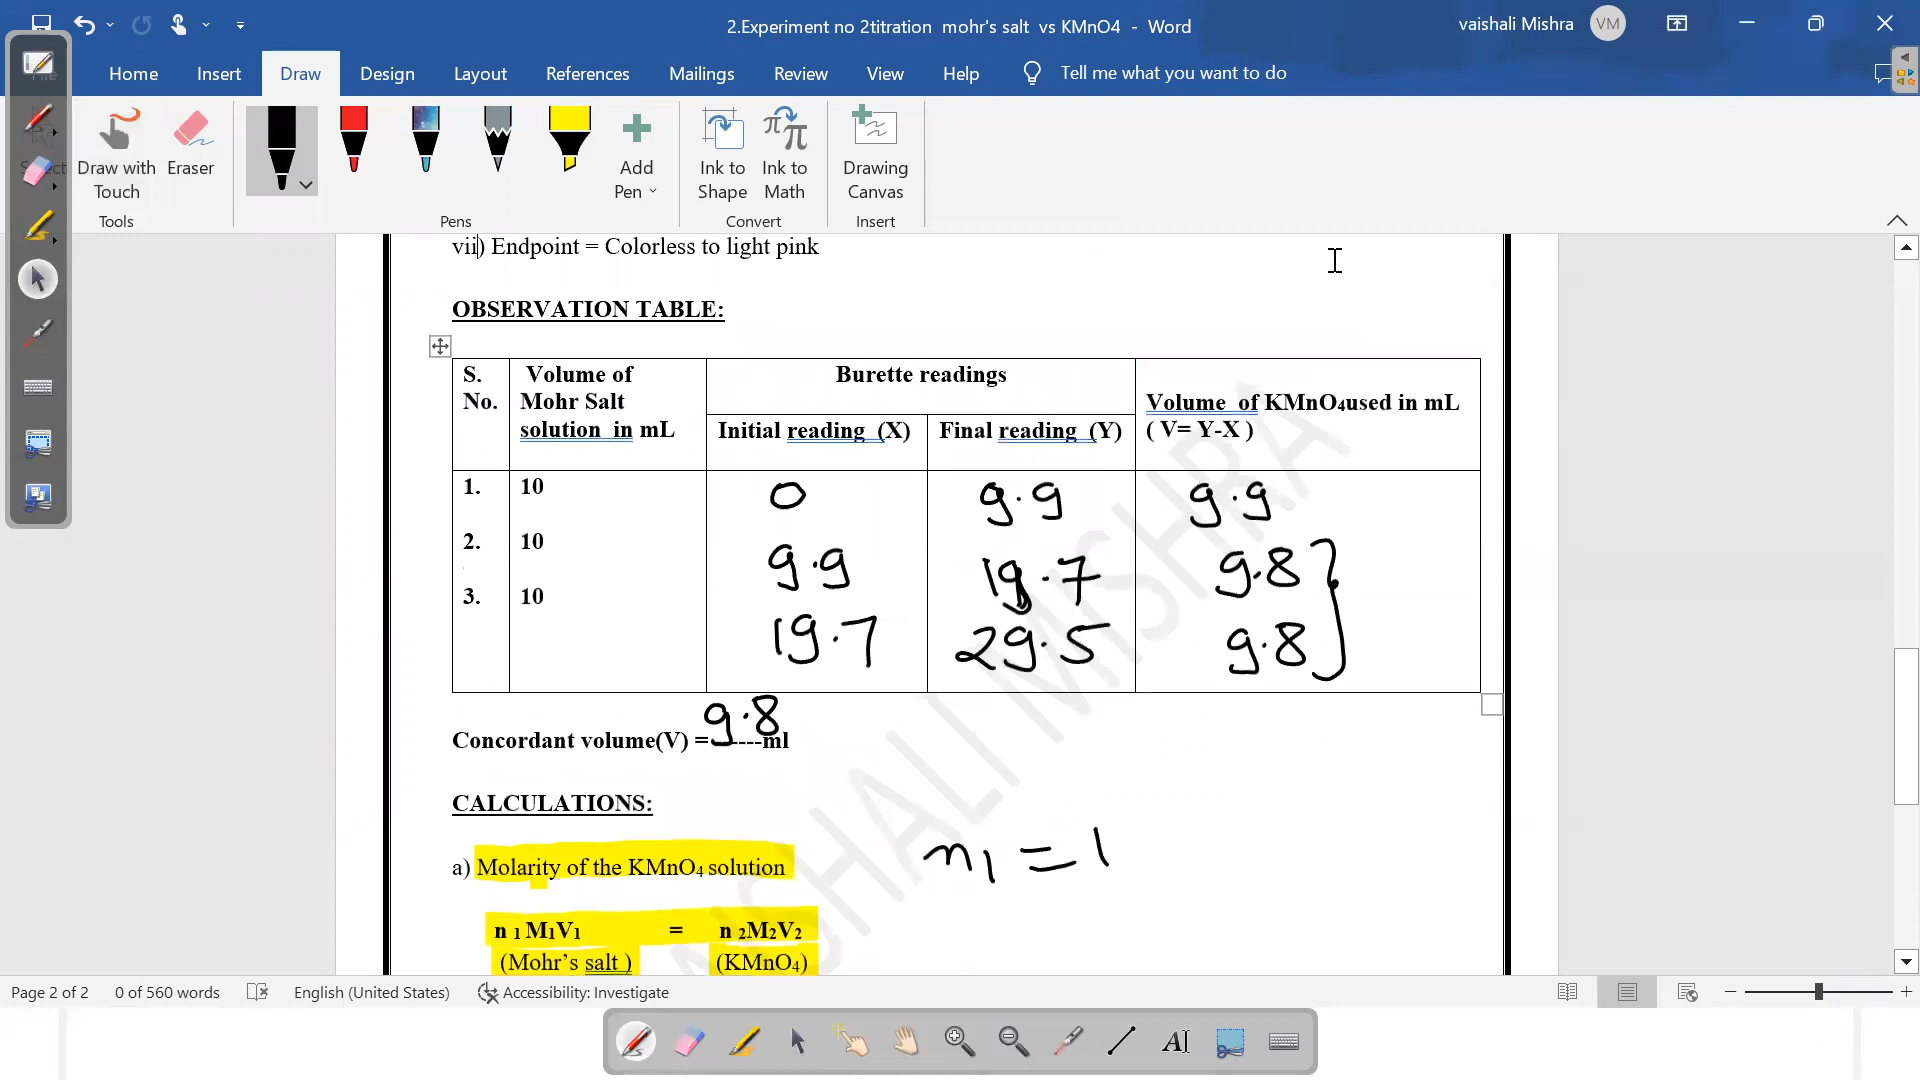 2.Experiment no 2titration mohr's salt vs KMnO4 - Word
vaishali Mishra VM
File Home Insert Draw Design Layout References Mailings Review View Help Tell me what you want to do
Select
Draw with Touch
Eraser
Add Pen
Ink to Shape
Ink to Math
Drawing Canvas
Tools Pens Convert Insert
vii) Endpoint = Colorless to light pink
OBSERVATION TABLE:
S. No.
Volume of Mohr Salt solution in mL
Burette readings
Initial reading (X) Final reading (Y)
Volume of KMnO4used in mL
( V= Y-X )
1. 10 0 9.9 9.9
2. 10 9.9 19.7 9.8
3. 10 19.7 29.5 9.8
Concordant volume(V) =------ml
9.8
CALCULATIONS:
a) Molarity of the KMnO4 solution
n1 = 1
n 1 M1V1 = n 2M2V2
(Mohr's salt ) (KMnO4)
VAISHALI MISHRA
Page 2 of 2 0 of 560 words English (United States) Accessibility: Investigate